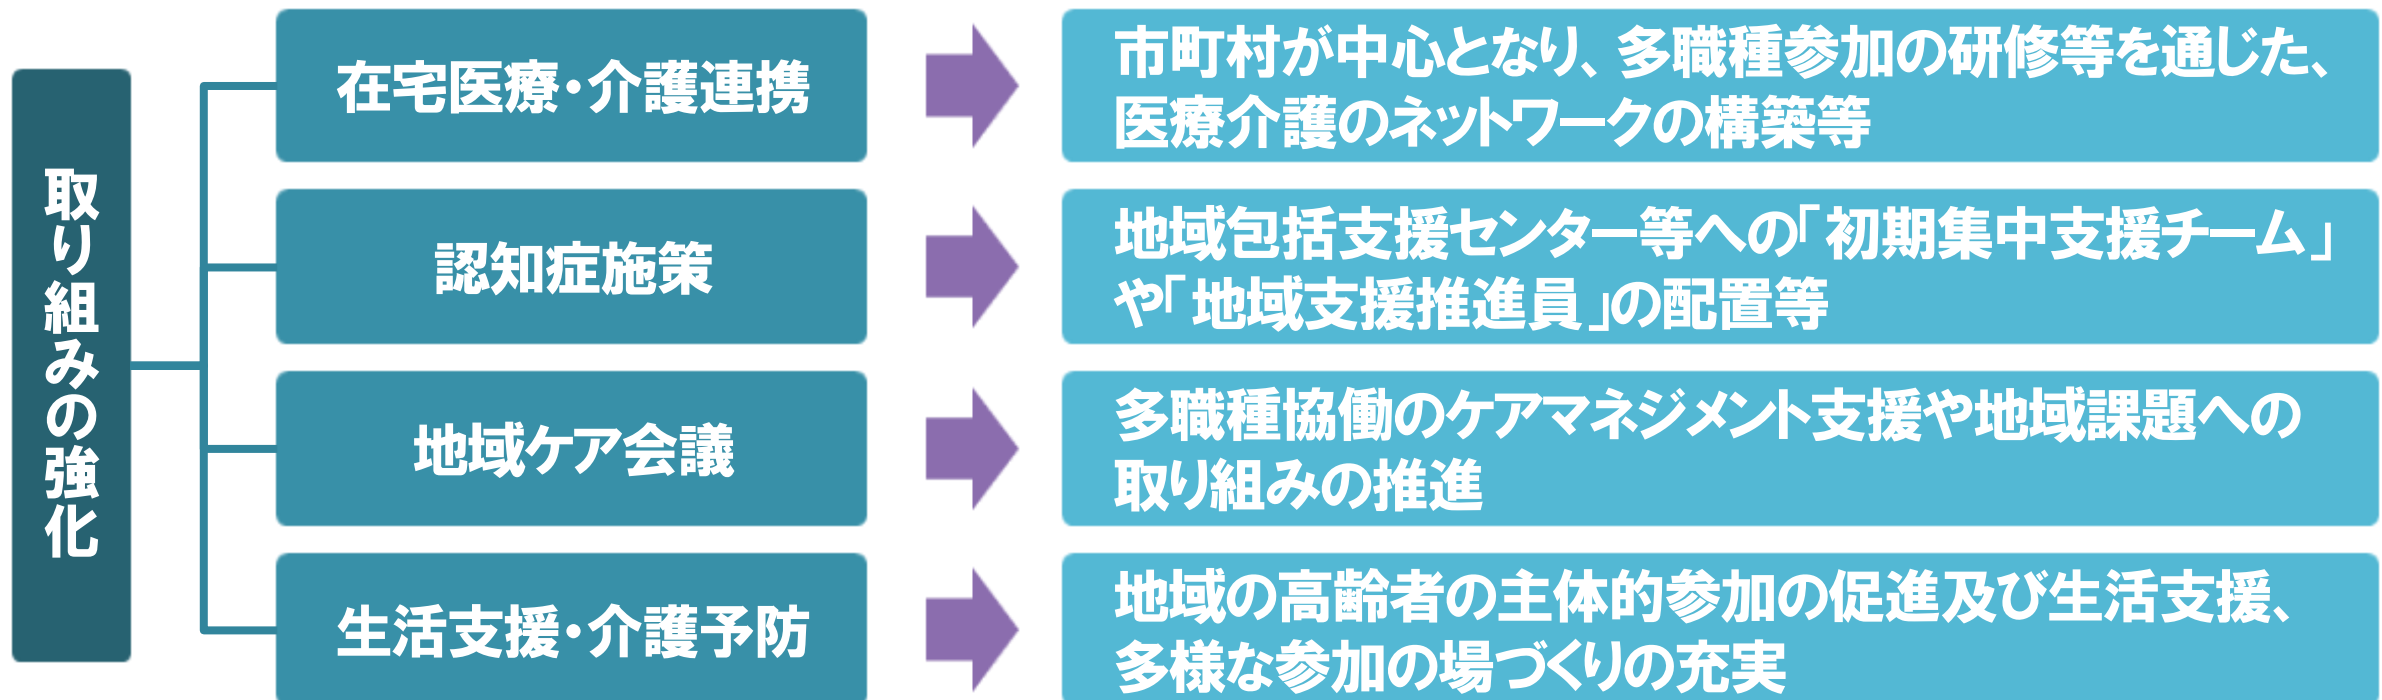 取り組みの強化
在宅医療・介護連携
市町村が中心となり、多職種参加の研修等を通じた、
医療介護のネットワークの構築等
認知症施策
地域包括支援センター等への「初期集中支援チーム」
や「地域支援推進員」の配置等
地域ケア会議
多職種協働のケアマネジメント支援や地域課題への
取り組みの推進
生活支援・介護予防
地域の高齢者の主体的参加の促進及び生活支援、
多様な参加の場づくりの充実